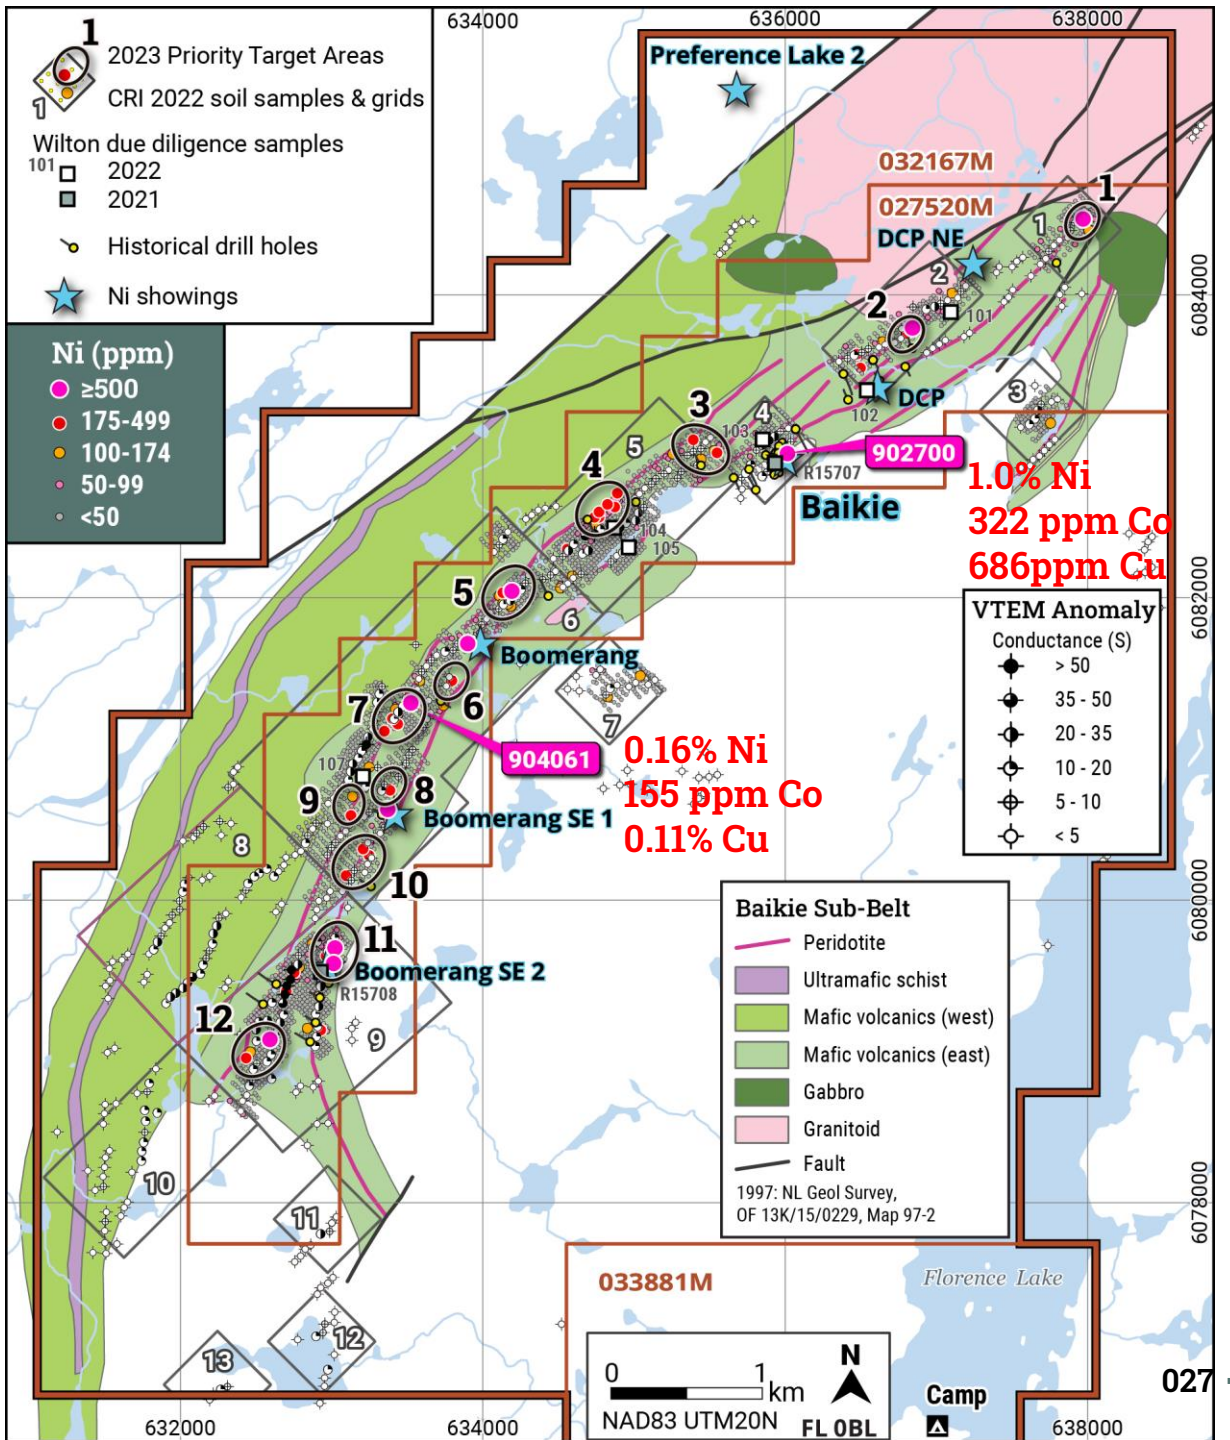 634000
636000
638000
1
2023 Priority Target Areas
1
CRI 2022 soil samples & grids
Wilton due diligence samples
101
2022
2021
Historical drill holes
Ni showings
Ni (ppm)
≥500
175-499
100-174
50-99
<50
Preference Lake 2
032167M
027520M
DCP NE
1
1
2
2
101
6084000
DCP
102
3
3
4
103
5
4
902700
R15707
Baikie
1.0% Ni
322 ppm Co
686ppm Cu
104
105
5
6
6082000
Boomerang
6
7
7
904061
0.16% Ni
155 ppm Co
0.11% Cu
107
8
9
Boomerang SE 1
8
10
VTEM Anomaly
Conductance (S)
> 50
35 - 50
20 - 35
10 - 20
5 - 10
< 5
6080000
11
Boomerang SE 2
R15708
12
9
10
11
12
13
Baikie Sub-Belt
Peridotite
Ultramafic schist
Mafic volcanics (west)
Mafic volcanics (east)
Gabbro
Granitoid
Fault
1997: NL Geol Survey,
OF 13K/15/0229, Map 97-2
6078000
033881M
Florence Lake
0 1 km
NAD83 UTM20N
N
FL 0BL
Camp
027
632000
634000
638000